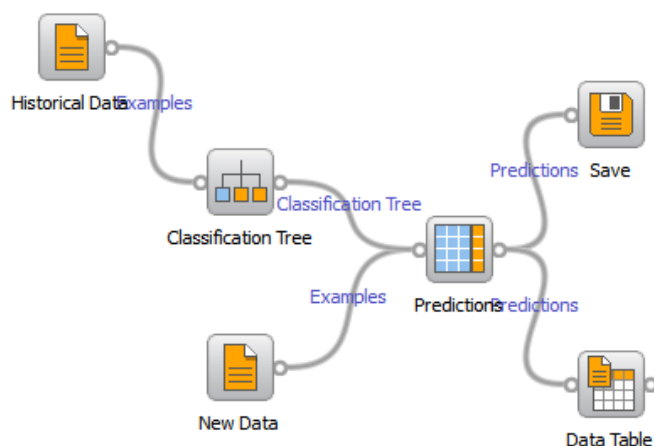 Historical Data
Examples
Predictions
Save
Classification Tree
Classification Tree
Examples
Predictions
Predictions
New Data
Data Table